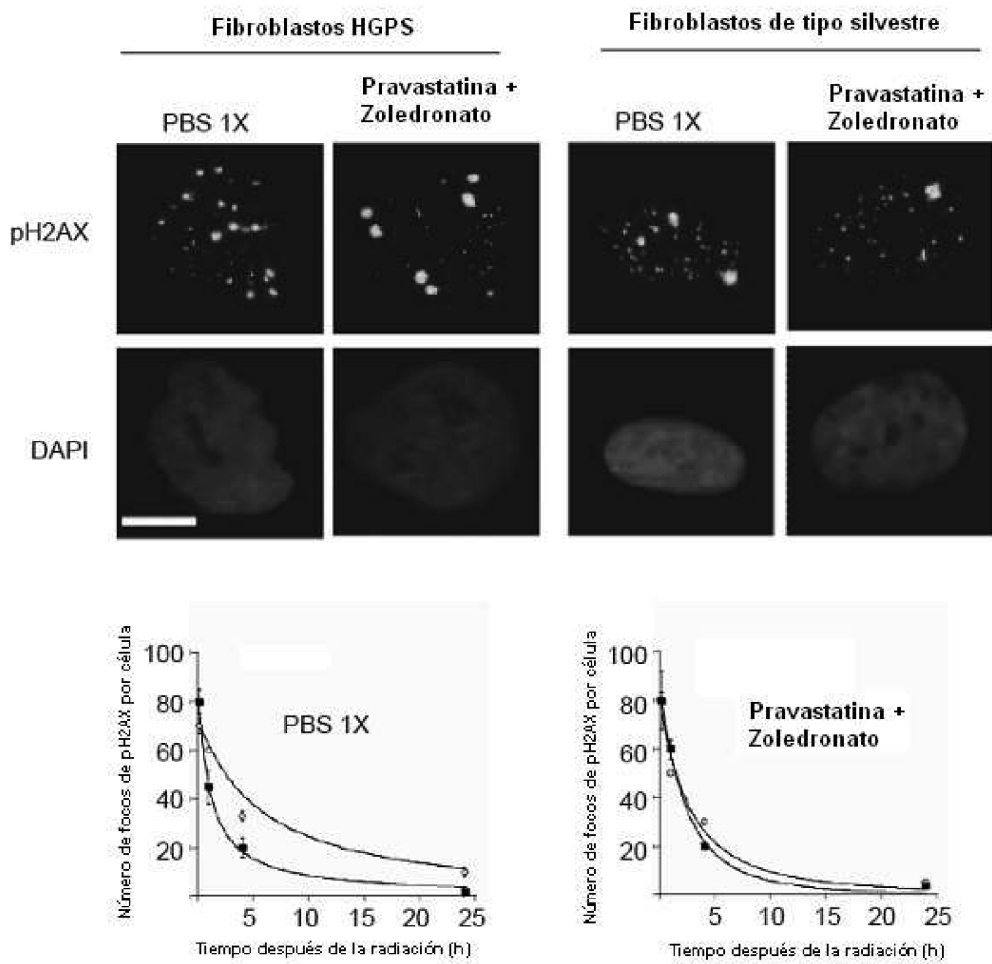 Fibroblastos HGPS
Fibroblastos de tipo silvestre
PBS 1X
Pravastatina +
Zoledronato
PBS 1X
Pravastatina +
Zoledronato
pH2AX
DAPI
Número de focos de pH2AX por célula
100
80
60
40
20
PBS 1X
0
5
10
15
20
25
Tiempo después de la radiación (h)
Número de focos de pH2AX por célula
100
80
60
40
20
Pravastatina +
Zoledronato
0
5
10
15
20
25
Tiempo después de la radiación (h)